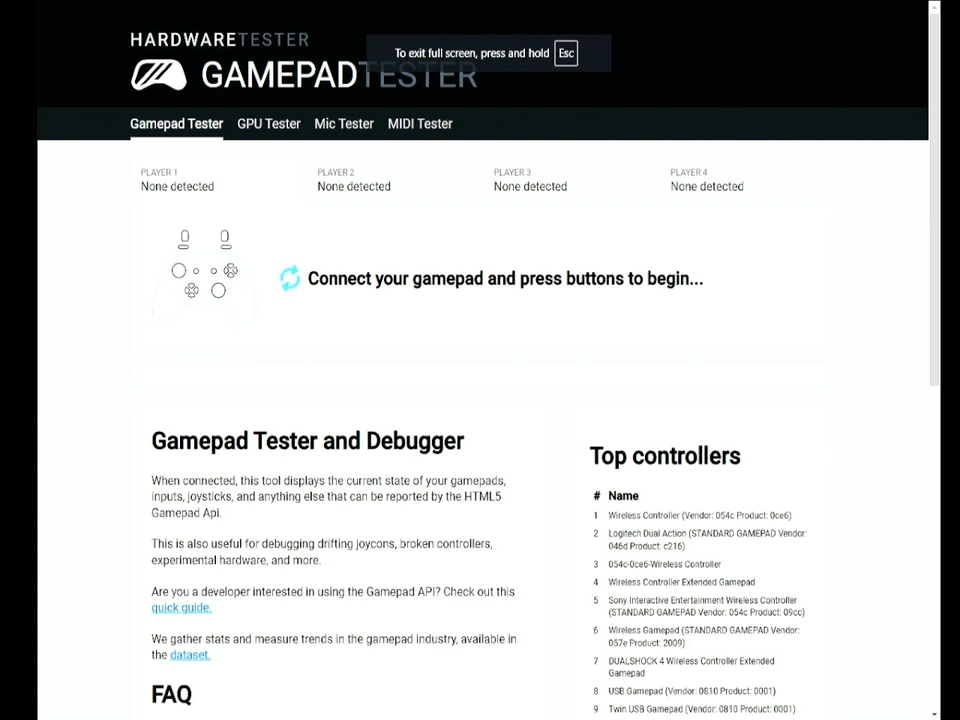 HARDWARETESTER
To exit full screen, press and hold Esc
GAMEPADTESTER
Gamepad Tester GPU Tester Mic Tester MIDI Tester
PLAYER 1
None detected
PLAYER 2
None detected
PLAYER 3
None detected
PLAYER 4
None detected
Connect your gamepad and press buttons to begin...
Gamepad Tester and Debugger
When connected, this tool displays the current state of your gamepads,
inputs, joysticks, and anything else that can be reported by the HTML5
Gamepad Api.
This is also useful for debugging drifting joycons, broken controllers,
experimental hardware, and more.
Are you a developer interested in using the Gamepad API? Check out this
quick guide.
We gather stats and measure trends in the gamepad industry, available in
the dataset.
FAQ
Top controllers
# Name
1 Wireless Controller (Vendor: 054c Product: 0ce6)
2 Logitech Dual Action (STANDARD GAMEPAD Vendor:
046d Product: c216)
3 054c-0ce6-Wireless Controller
4 Wireless Controller Extended Gamepad
5 Sony Interactive Entertainment Wireless Controller
(STANDARD GAMEPAD Vendor: 054c Product: 09cc)
6 Wireless Gamepad (STANDARD GAMEPAD Vendor:
057e Product: 2009)
7 DUALSHOCK 4 Wireless Controller Extended
Gamepad
8 USB Gamepad (Vendor: 0810 Product: 0001)
9 Twin USB Gamepad (Vendor: 0810 Product: 0001)